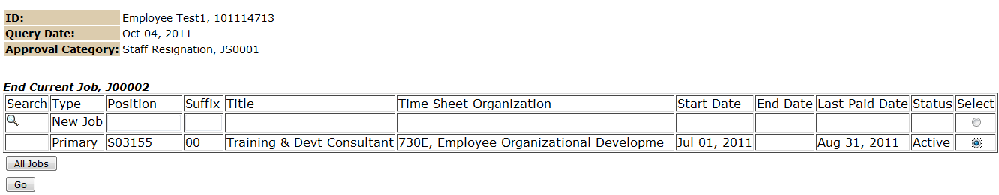 ID: Employee Test1, 101114713
Query Date: Oct 04, 2011
Approval Category: Staff Resignation, JS0001
End Current Job, J00002
Search Type Position Suffix Title Time Sheet Organization Start Date End Date Last Paid Date Status Select
New Job
Primary S03155 00 Training & Devt Consultant 730E, Employee Organizational Developme Jul 01, 2011 Aug 31, 2011 Active
All Jobs
Go